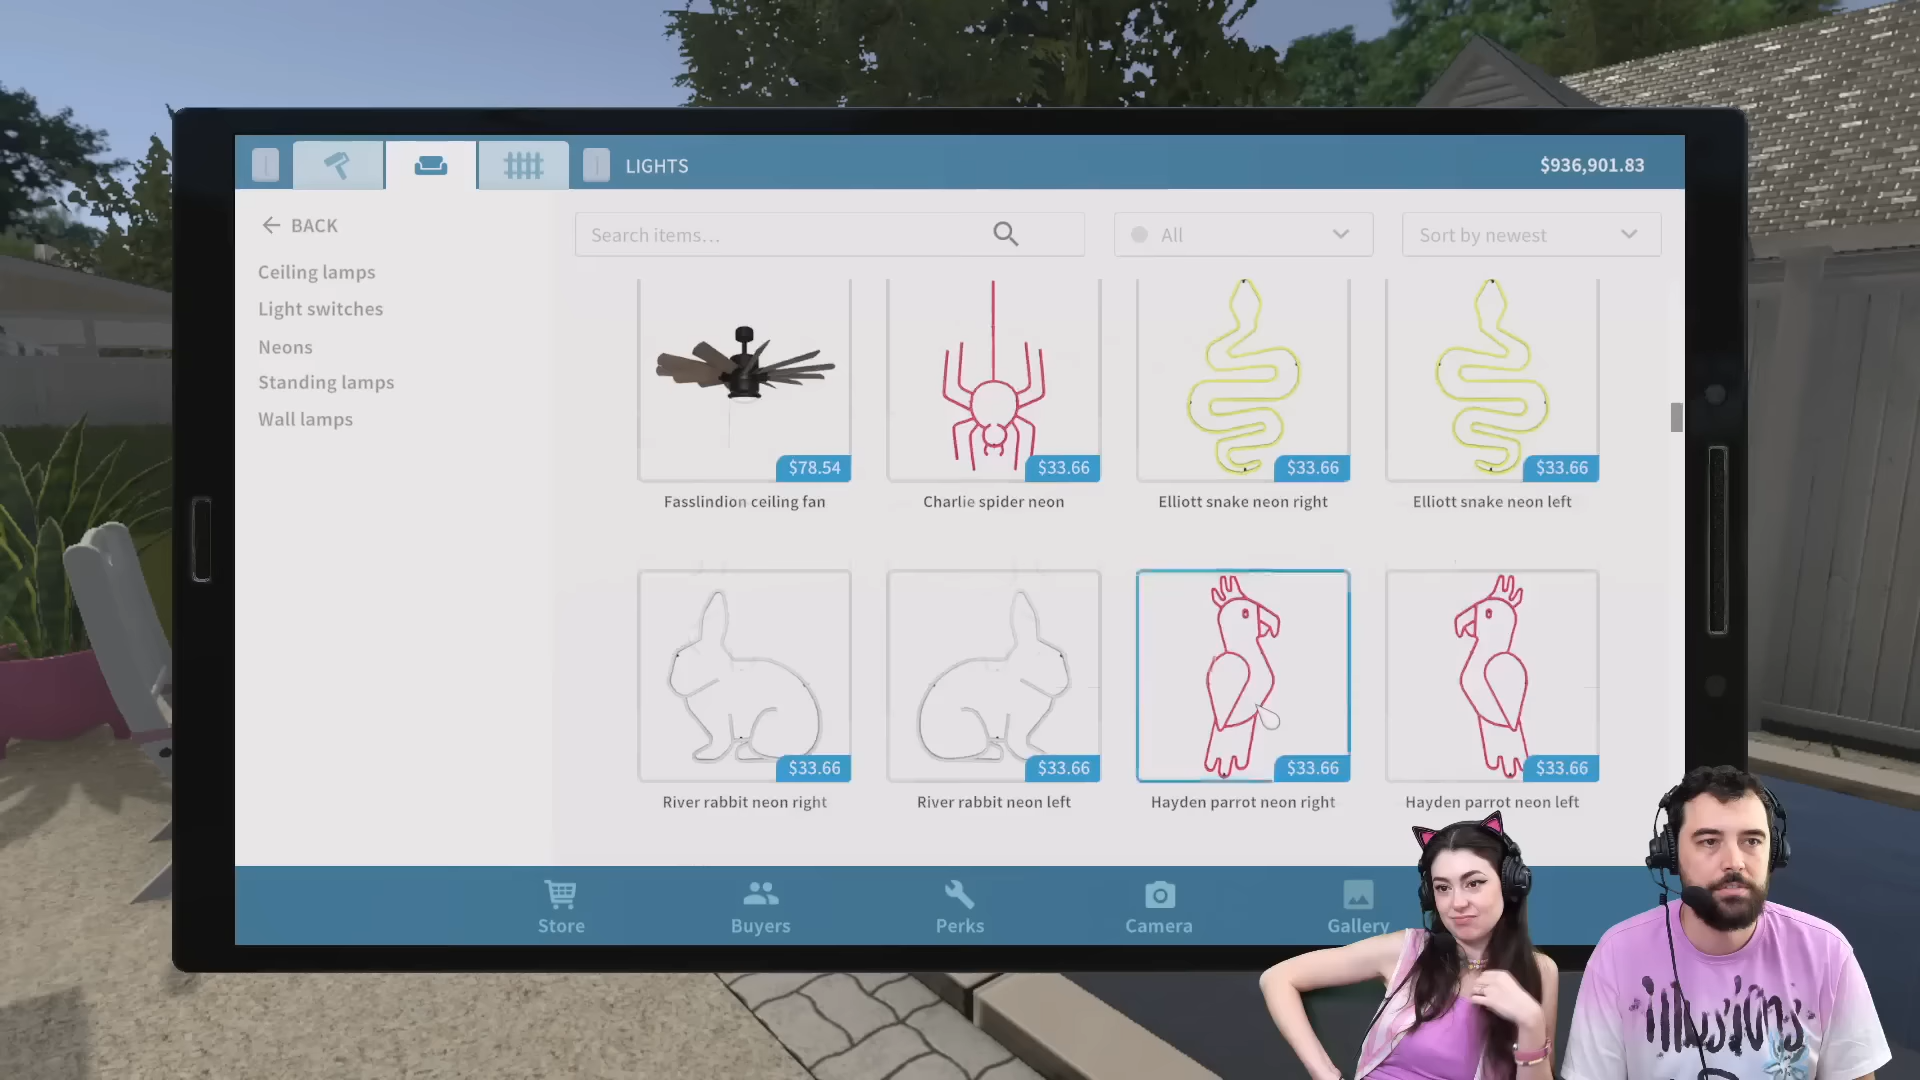 LIGHTS
$936,901.83
BACK
Search items...
All
Sort by newest
Ceiling lamps
Light switches
Neons
Standing lamps
Wall lamps
$78.54
$33.66
$33.66
$33.66
Fasslindion ceiling fan
Charlie spider neon
Elliott snake neon right
Elliott snake neon left
$33.66
$33.66
$33.66
$33.66
River rabbit neon right
River rabbit neon left
Hayden parrot neon right
Hayden parrot neon left
Store
Buyers
Perks
Camera
Gallery
illusions